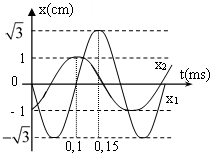 x(cm)
√3
1
x₂
0
t(ms)
-1
x₁
-√3
0,1
0,15